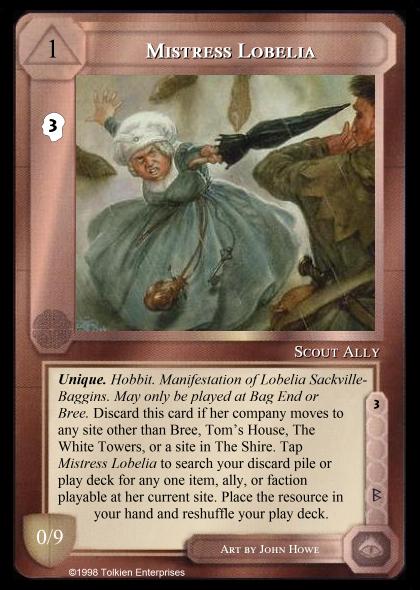 1
Mistress Lobelia
3
Scout Ally
Unique. Hobbit. Manifestation of Lobelia Sackville-
Baggins. May only be played at Bag End or
Bree. Discard this card if her company moves to
any site other than Bree, Tom's House, The
White Towers, or a site in The Shire. Tap
Mistress Lobelia to search your discard pile or
play deck for any one item, ally, or faction
playable at her current site. Place the resource in
your hand and reshuffle your play deck.
3
0/9
Art by John Howe
©1998 Tolkien Enterprises